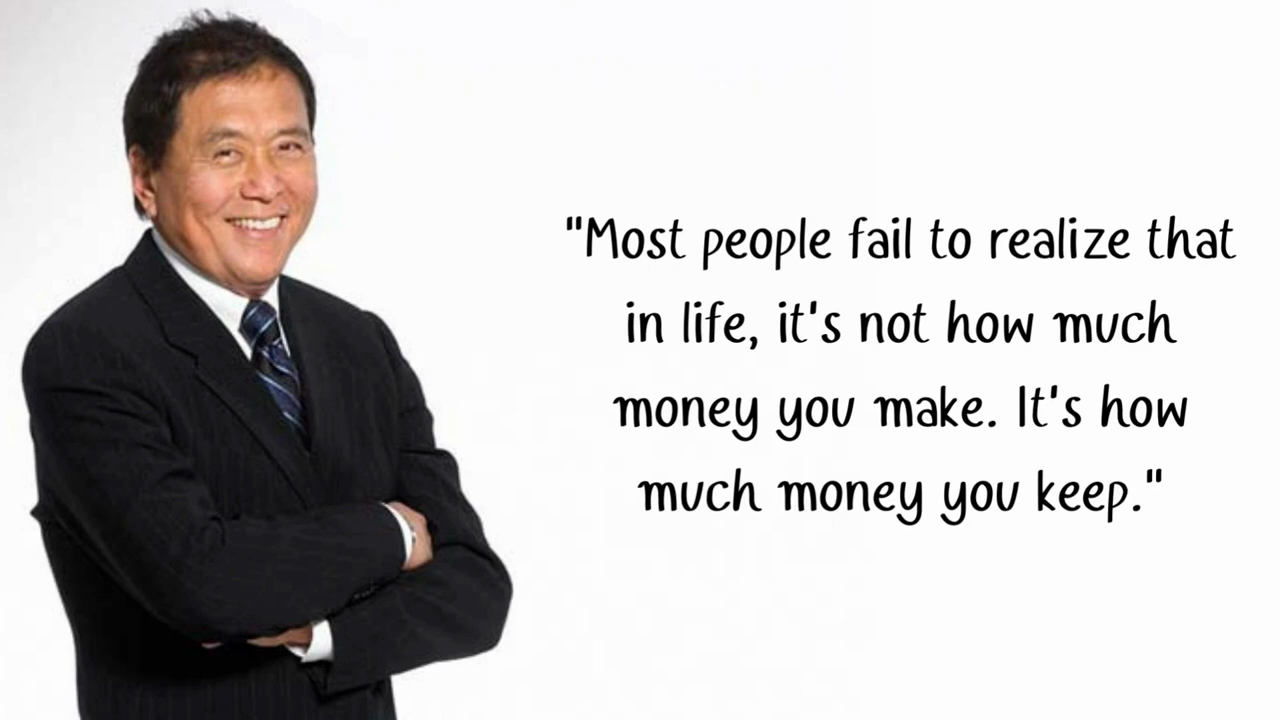 "Most people fail to realize that
in life, it's not how much
money you make. It's how
much money you keep."